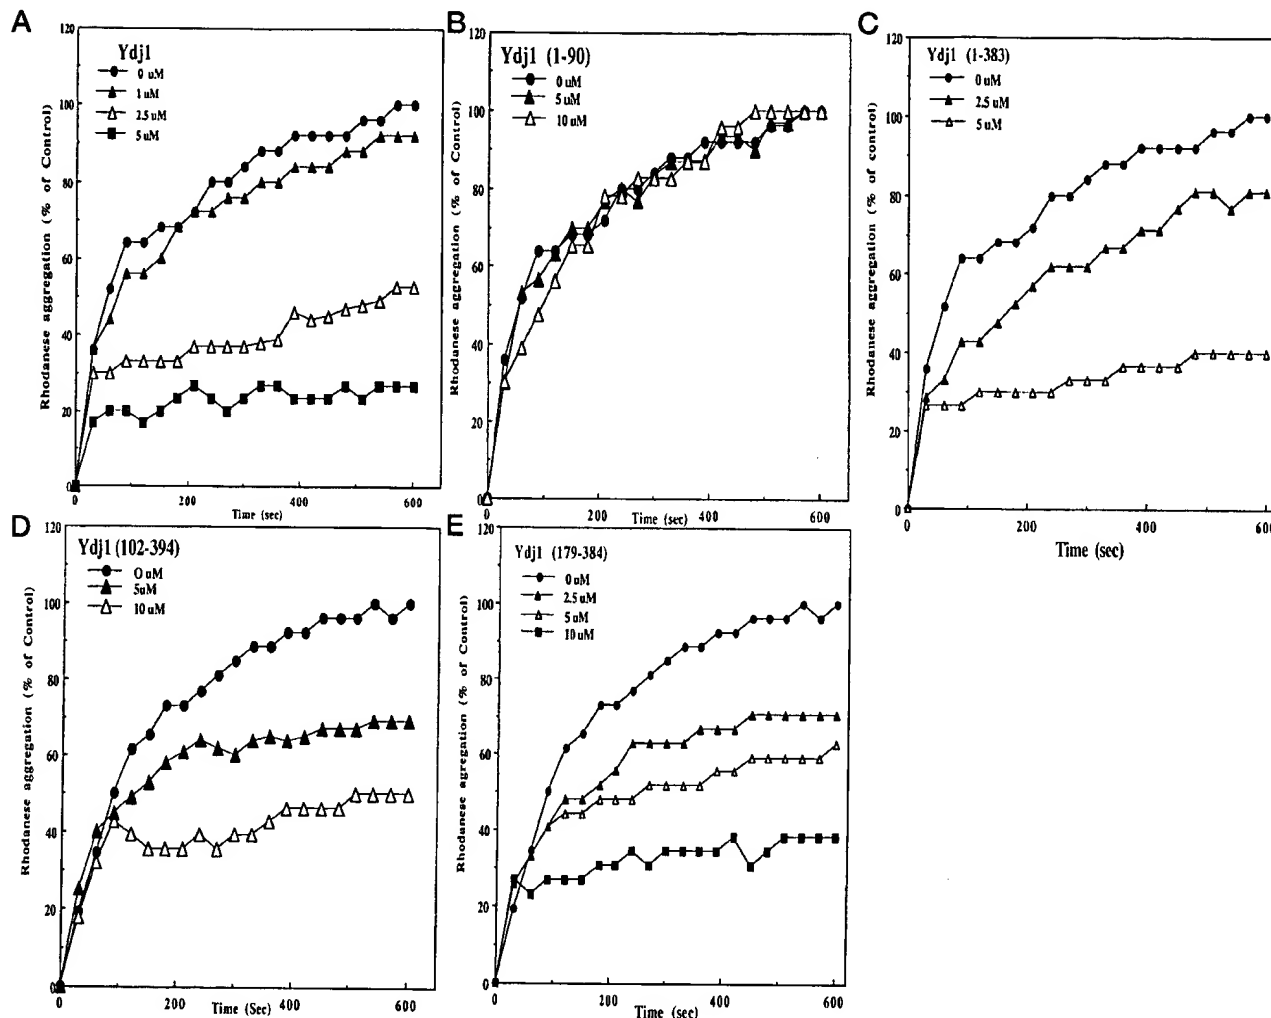 A
Ydj1
0 uM
1 uM
2.5 uM
5 uM
Rhodanese aggregation (% of Control)
120
100
80
60
40
20
0
0
200
400
600
Time (sec)
B
Ydj1 (1-90)
0 uM
5 uM
10 uM
Rhodanese aggregation (% of Control)
120
100
80
60
40
20
0
0
200
400
600
Time (sec)
C
Ydj1 (1-383)
0 uM
2.5 uM
5 uM
Rhodanese aggregation (% of control)
120
100
80
60
40
20
0
0
200
400
600
Time (sec)
D
Ydj1 (102-394)
O uM
5uM
10 uM
Rhodanese aggregation (% of Control)
120
100
80
60
40
20
0
0
200
400
600
Time (Sec)
E
Ydj1 (179-384)
0 uM
2.5 uM
5 uM
10 uM
Rhodanese agregation (% of Control)
120
100
80
60
40
20
0
0
200
400
600
Time (sec)